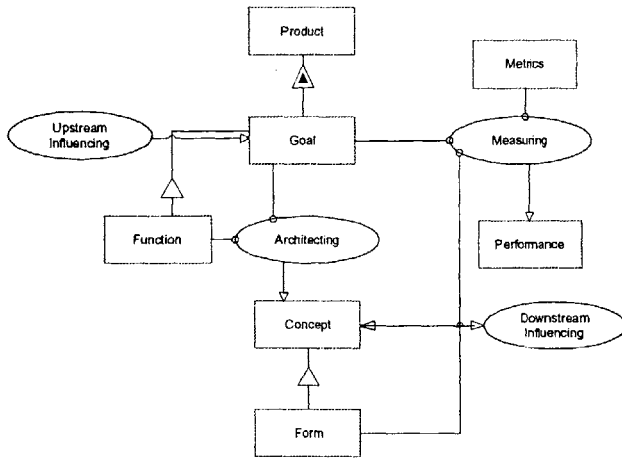 Product
Metrics
Upstream
Influencing
Goal
Measuring
Function
Architecting
Performance
Concept
Downstream
Influencing
Form